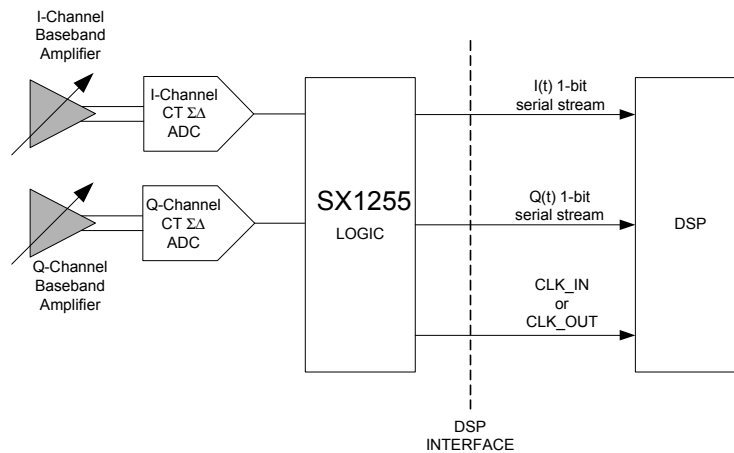 I-Channel
Baseband
Amplifier
I-Channel
CT ΣΔ
ADC
Q-Channel
CT ΣΔ
ADC
Q-Channel
Baseband
Amplifier
SX1255
LOGIC
I(t) 1-bit
serial stream
Q(t) 1-bit
serial stream
CLK_IN
or
CLK_OUT
DSP
DSP
INTERFACE